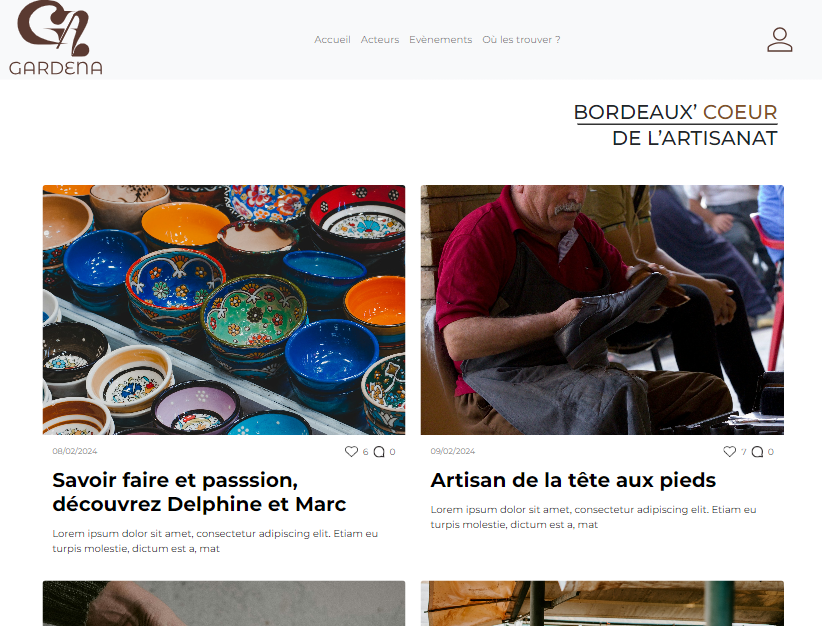 GA
GARDENA
Accueil Acteurs Evènements Où les trouver ?
BORDEAUX’ COEUR
DE L’ARTISANAT
08/02/2024 6 0
Savoir faire et passsion,
découvrez Delphine et Marc
Lorem ipsum dolor sit amet, consectetur adipiscing elit. Etiam eu
turpis molestie, dictum est a, mat
09/02/2024 7 0
Artisan de la tête aux pieds
Lorem ipsum dolor sit amet, consectetur adipiscing elit. Etiam eu
turpis molestie, dictum est a, mat